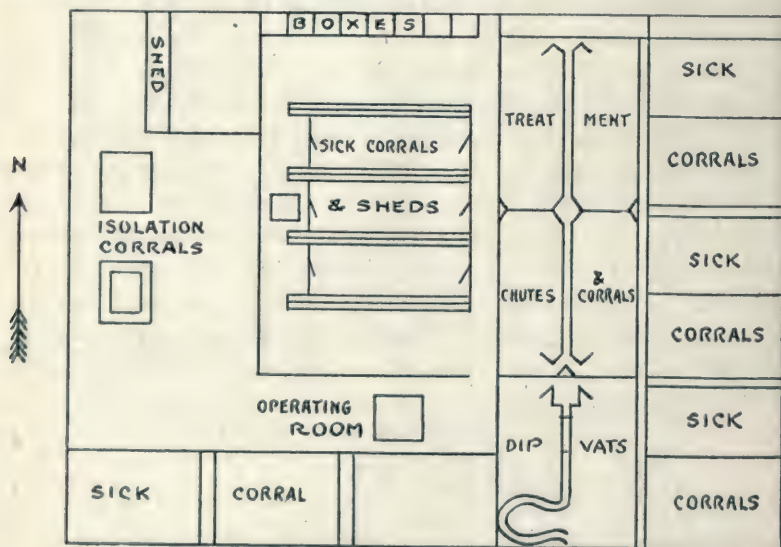 BOXES
SHED
N
SICK
TREAT MENT
SICK CORRALS
CORRALS
& SHEDS
ISOLATION
CORRALS
SICK
&
CHUTES CORRALS
CORRALS
OPERATING
ROOM
SICK
DIP VATS
SICK CORRAL
CORRALS